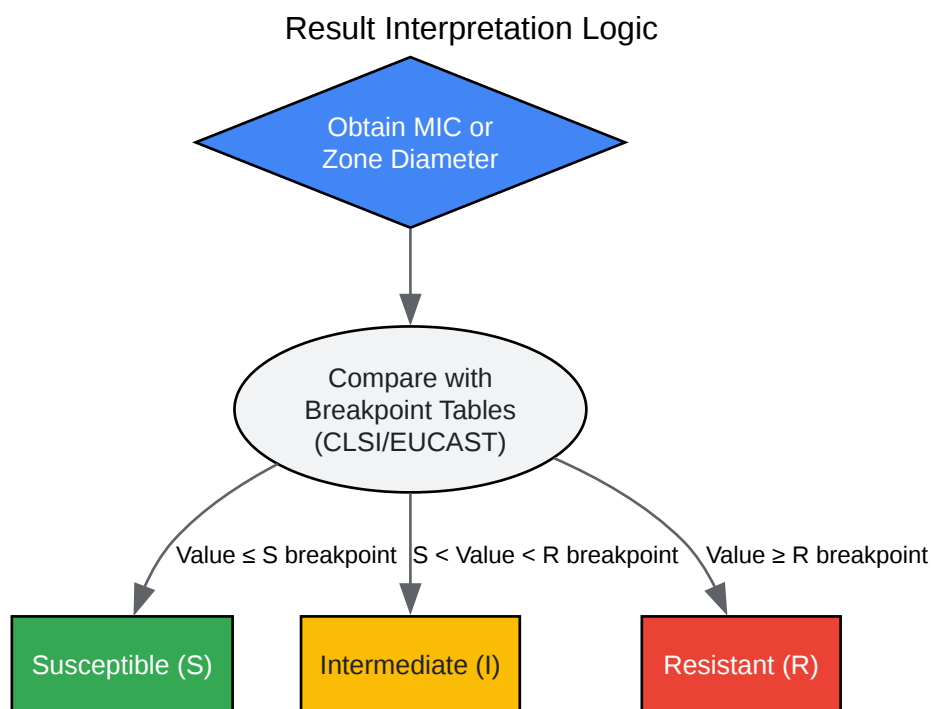 Result Interpretation Logic
Obtain MIC or
Zone Diameter
Compare with
Breakpoint Tables
(CLSI/EUCAST)
Value ≤ S breakpoint
S < Value < R breakpoint
Value ≥ R breakpoint
Susceptible (S)
Intermediate (I)
Resistant (R)